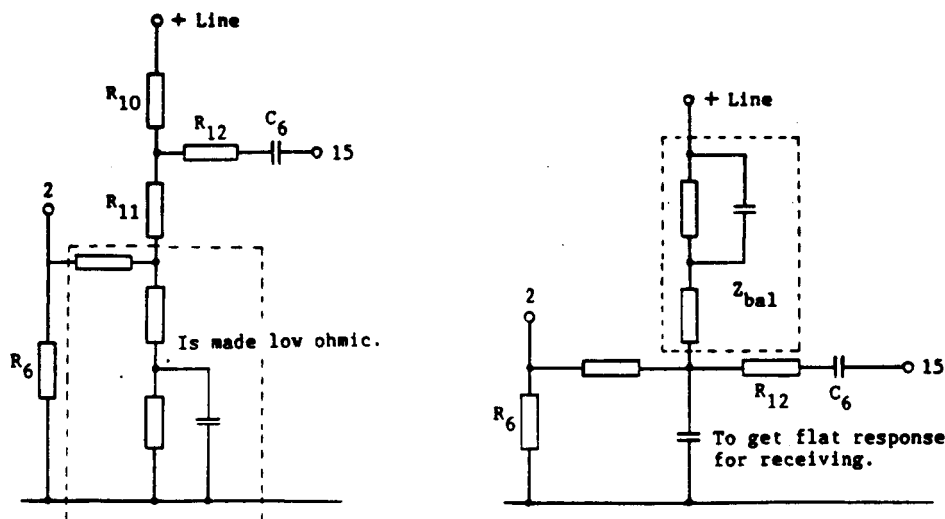 + Line
R10
R12
C6
15
R11
2
Is made low ohmic.
R6
+ Line
Zbal
2
15
R12
C6
R6
To get flat response
for receiving.